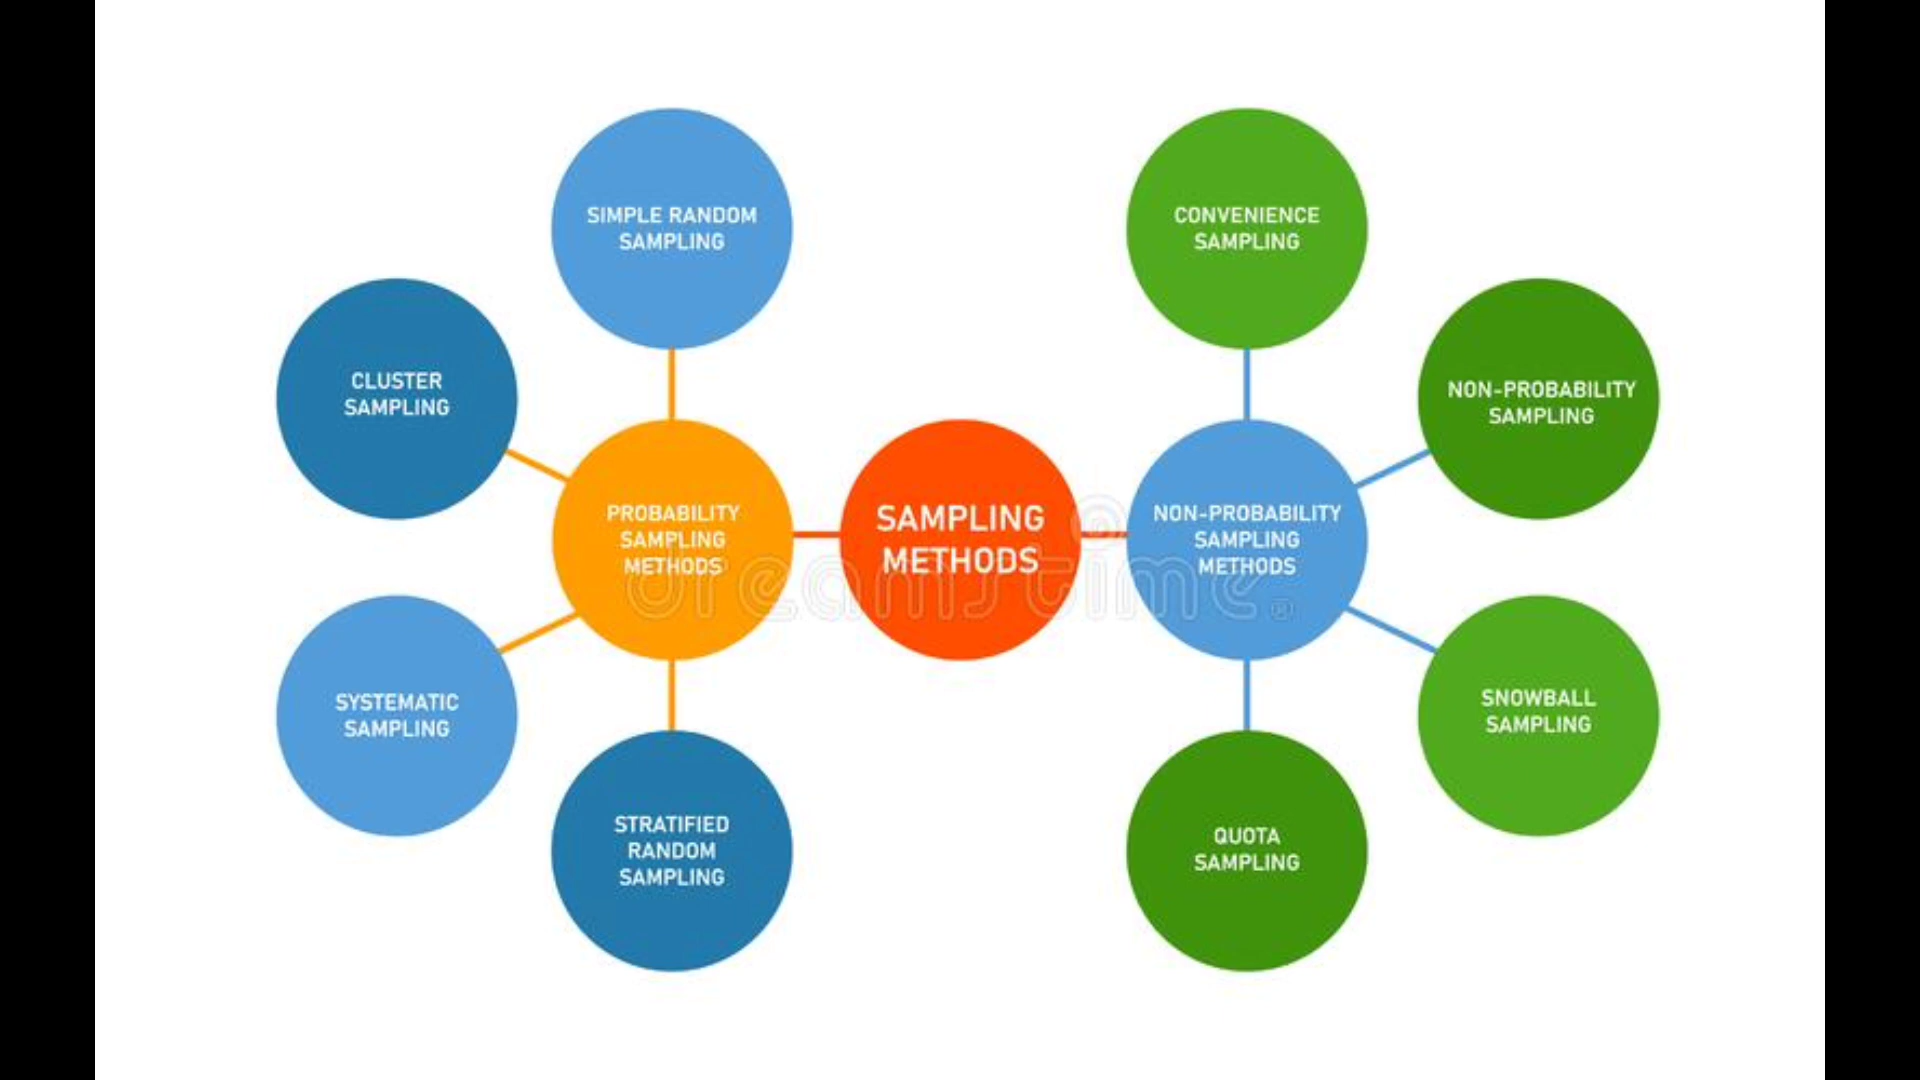 SIMPLE RANDOM
SAMPLING
CONVENIENCE
SAMPLING
CLUSTER
SAMPLING
NON-PROBABILITY
SAMPLING
PROBABILITY
SAMPLING
METHODS
SAMPLING
METHODS
NON-PROBABILITY
SAMPLING
METHODS
dreamstime®
SYSTEMATIC
SAMPLING
SNOWBALL
SAMPLING
STRATIFIED
RANDOM
SAMPLING
QUOTA
SAMPLING